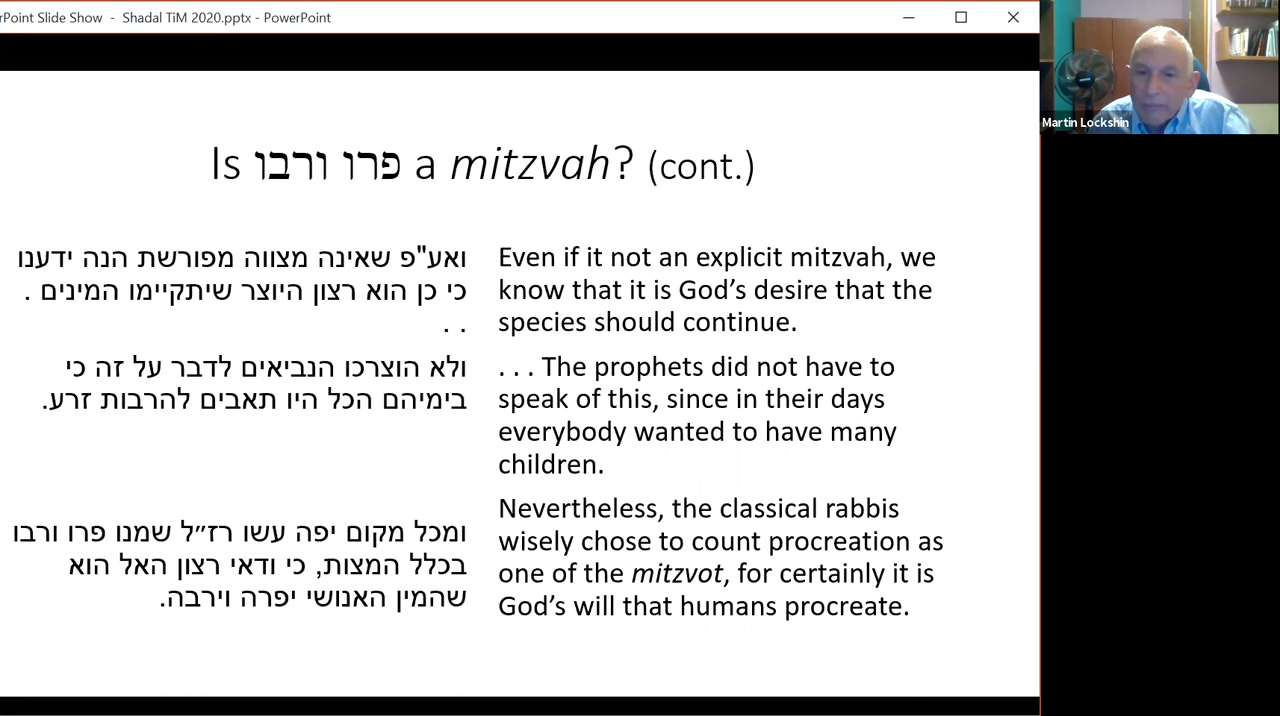 rPoint Slide Show - Shadal TiM 2020.pptx - PowerPoint
Martin Lockshin
Is פרו ורבו a mitzvah? (cont.)
ואע"פ שאינה מצווה מפורשת הנה ידענו
כי כן הוא רצון היוצר שיתקיימו המינים .
. .
ולא הוצרכו הנביאים לדבר על זה כי
בימיהם הכל היו תאבים להרבות זרע.
ומכל מקום יפה עשו רז״ל שמנו פרו ורבו
בכלל המצות, כי ודאי רצון האל הוא
שהמין האנושי יפרה וירבה.
Even if it not an explicit mitzvah, we
know that it is God’s desire that the
species should continue.
. . . The prophets did not have to
speak of this, since in their days
everybody wanted to have many
children.
Nevertheless, the classical rabbis
wisely chose to count procreation as
one of the mitzvot, for certainly it is
God’s will that humans procreate.